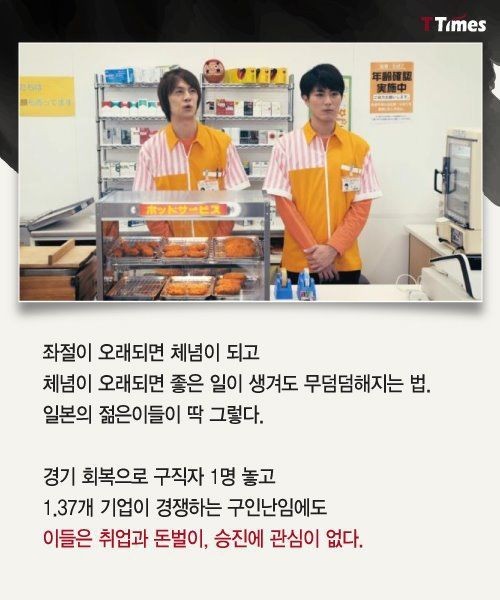 TTimes
年齢確認
実施中
ホットサービス
좌절이 오래되면 체념이 되고
체념이 오래되면 좋은 일이 생겨도 무덤덤해지는 법.
일본의 젊은이들이 딱 그렇다.
경기 회복으로 구직자 1명 놓고
1.37개 기업이 경쟁하는 구인난임에도
이들은 취업과 돈벌이, 승진에 관심이 없다.